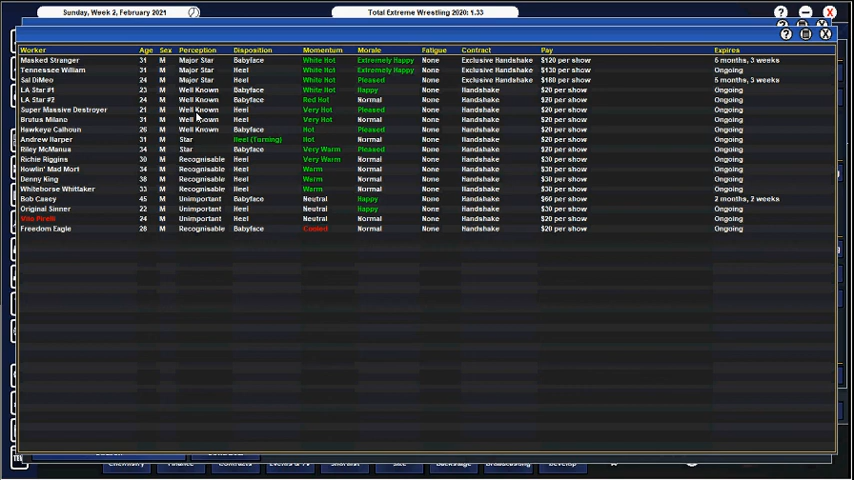 Sunday, Week 2, February 2021 Total Extreme Wrestling 2020: 1.33
Worker Age Sex Perception Disposition Momentum Morale Fatigue Contract Pay Expires
Masked Stranger 31 M Major Star Babyface White Hot Extremely Happy None Exclusive Handshake $120 per show 6 months, 3 weeks
Tennessee William 31 M Major Star Heel White Hot Extremely Happy None Exclusive Handshake $130 per show Ongoing
Sal DiMeo 24 M Major Star Heel White Hot Pleased None Exclusive Handshake $180 per show 5 months, 3 weeks
LA Star #1 23 M Well Known Babyface White Hot Happy None Handshake $20 per show Ongoing
LA Star #2 24 M Well Known Babyface Red Hot Normal None Handshake $20 per show Ongoing
Super Massive Destroyer 21 M Well Known Heel Very Hot Pleased None Handshake $20 per show Ongoing
Brutus Milano 31 M Well Known Heel Very Hot Normal None Handshake $20 per show Ongoing
Hawkeye Calhoun 26 M Well Known Babyface Hot Pleased None Handshake $20 per show Ongoing
Andrew Harper 31 M Star Heel (Turning) Hot Normal None Handshake $20 per show Ongoing
Riley McManus 34 M Star Babyface Very Warm Pleased None Handshake $20 per show Ongoing
Richie Riggins 30 M Recognisable Heel Very Warm Normal None Handshake $30 per show Ongoing
Howlin' Mad Mort 34 M Recognisable Heel Warm Normal None Handshake $30 per show Ongoing
Denny King 38 M Recognisable Heel Warm Normal None Handshake $30 per show Ongoing
Whitehorse Whittaker 33 M Recognisable Heel Warm Normal None Handshake $30 per show Ongoing
Bob Casey 45 M Unimportant Babyface Neutral Happy None Handshake $60 per show 2 months, 2 weeks
Original Sinner 22 M Unimportant Heel Neutral Happy None Handshake $30 per show Ongoing
Vito Pirelli 24 M Unimportant Heel Neutral Normal None Handshake $20 per show Ongoing
Freedom Eagle 28 M Recognisable Babyface Cooled Normal None Handshake $20 per show Ongoing
Chemistry Finance Contracts Events & TV Backstage Broadcasting Develop